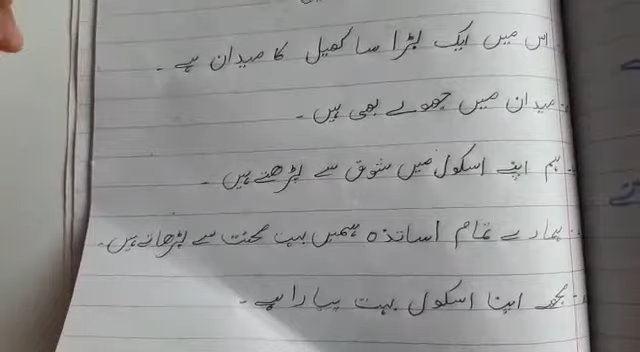 اس میں ایک بڑا سا کھیل کا میدان ہے ۔
میدان میں جھولے بھی ہیں ۔
ہم اپنے اسکول میں شوق سے پڑھتے ہیں ۔
ہمارے تمام اساتذہ ہمیں بہت محنت سے پڑھاتے ہیں ۔
مجھے اپنا اسکول بہت پیارا ہے ۔